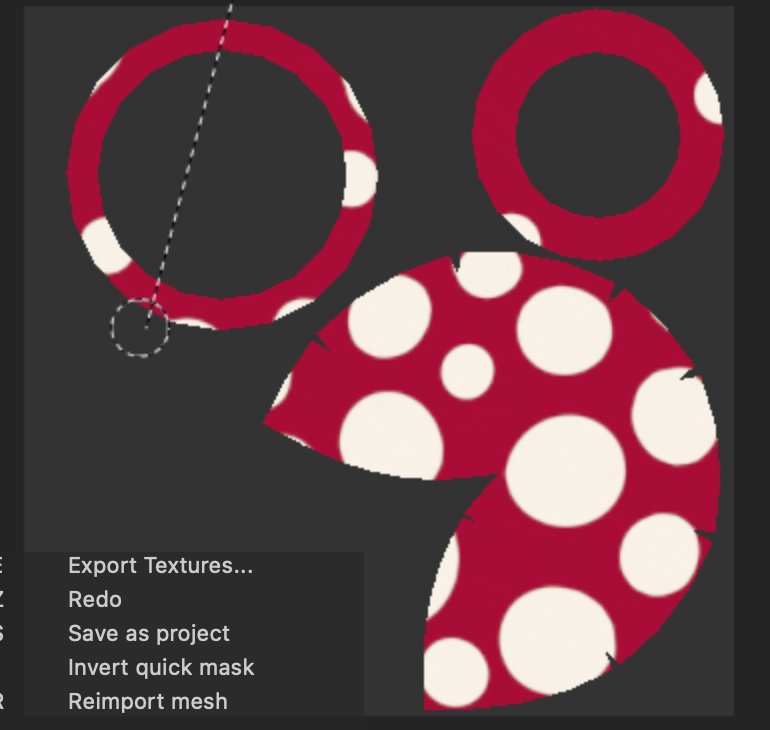 E Export Textures...
Z Redo
S Save as project
Invert quick mask
R Reimport mesh